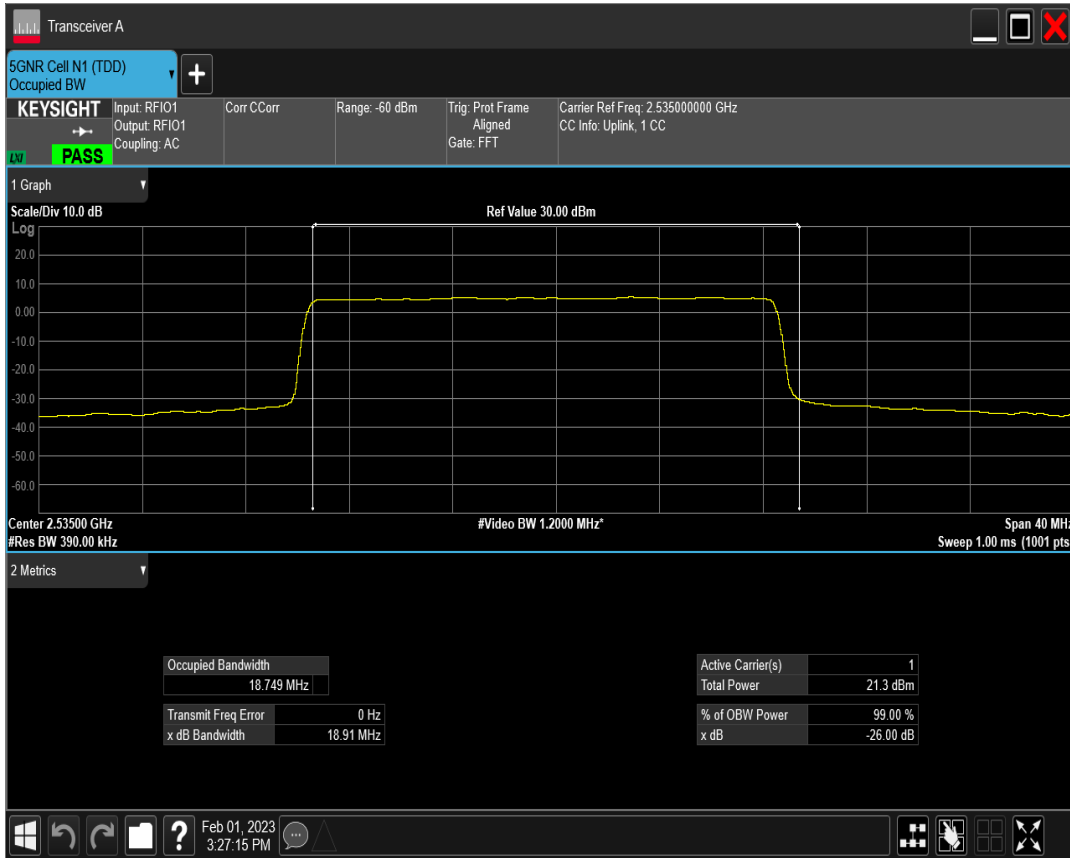 Transceiver A
5GNR Cell N1 (TDD)
Occupied BW
+
KEYSIGHT
LXI
PASS
Input: RFIO1
Output: RFIO1
Coupling: AC
Corr CCorr
Range: -60 dBm
Trig: Prot Frame
Aligned
Gate: FFT
Carrier Ref Freq: 2.535000000 GHz
CC Info: Uplink, 1 CC
1 Graph
Scale/Div 10.0 dB
Ref Value 30.00 dBm
Log
20.0
10.0
0.00
-10.0
-20.0
-30.0
-40.0
-50.0
-60.0
Center 2.53500 GHz
#Video BW 1.2000 MHz*
Span 40 MHz
#Res BW 390.00 kHz
Sweep 1.00 ms (1001 pts
2 Metrics
Occupied Bandwidth
18.749 MHz
Transmit Freq Error 0 Hz
x dB Bandwidth 18.91 MHz
Active Carrier(s) 1
Total Power 21.3 dBm
% of OBW Power 99.00 %
x dB -26.00 dB
?
Feb 01, 2023
3:27:15 PM